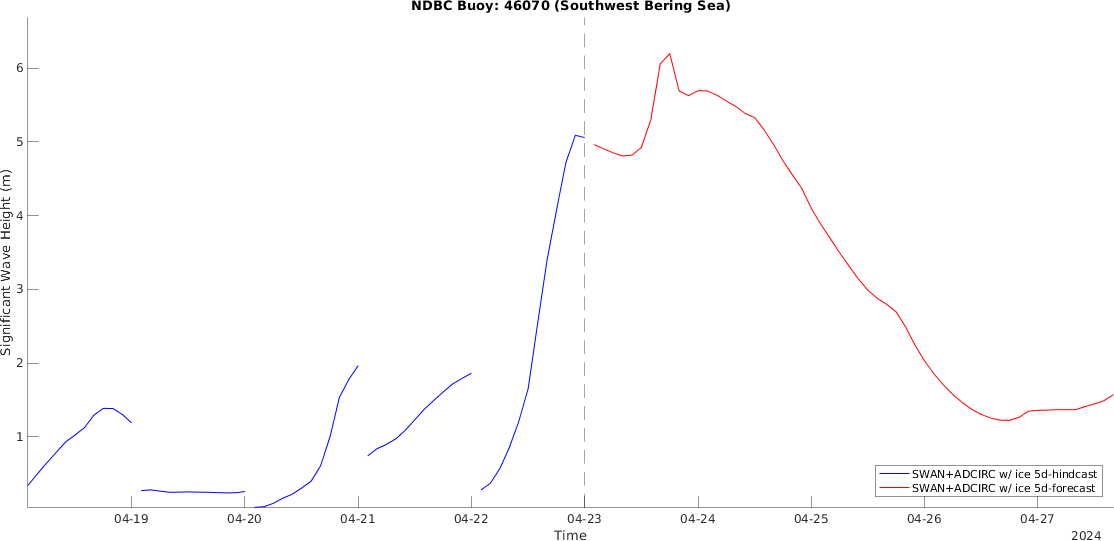 NDBC Buoy: 46070 (Southwest Bering Sea)
Significant Wave Height (m)
6
5
4
3
2
1
04-19 04-20 04-21 04-22 04-23 04-24 04-25 04-26 04-27
Time
2024
SWAN+ADCIRC w/ ice 5d-hindcast
SWAN+ADCIRC w/ ice 5d-forecast